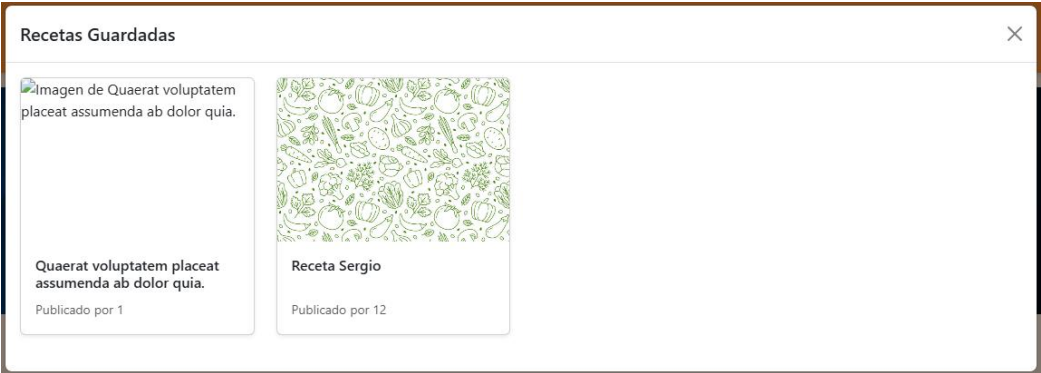 Recetas Guardadas
Imagen de Quaerat voluptatem
placeat assumenda ab dolor quia.
Quaerat voluptatem placeat
assumenda ab dolor quia.
Publicado por 1
Receta Sergio
Publicado por 12